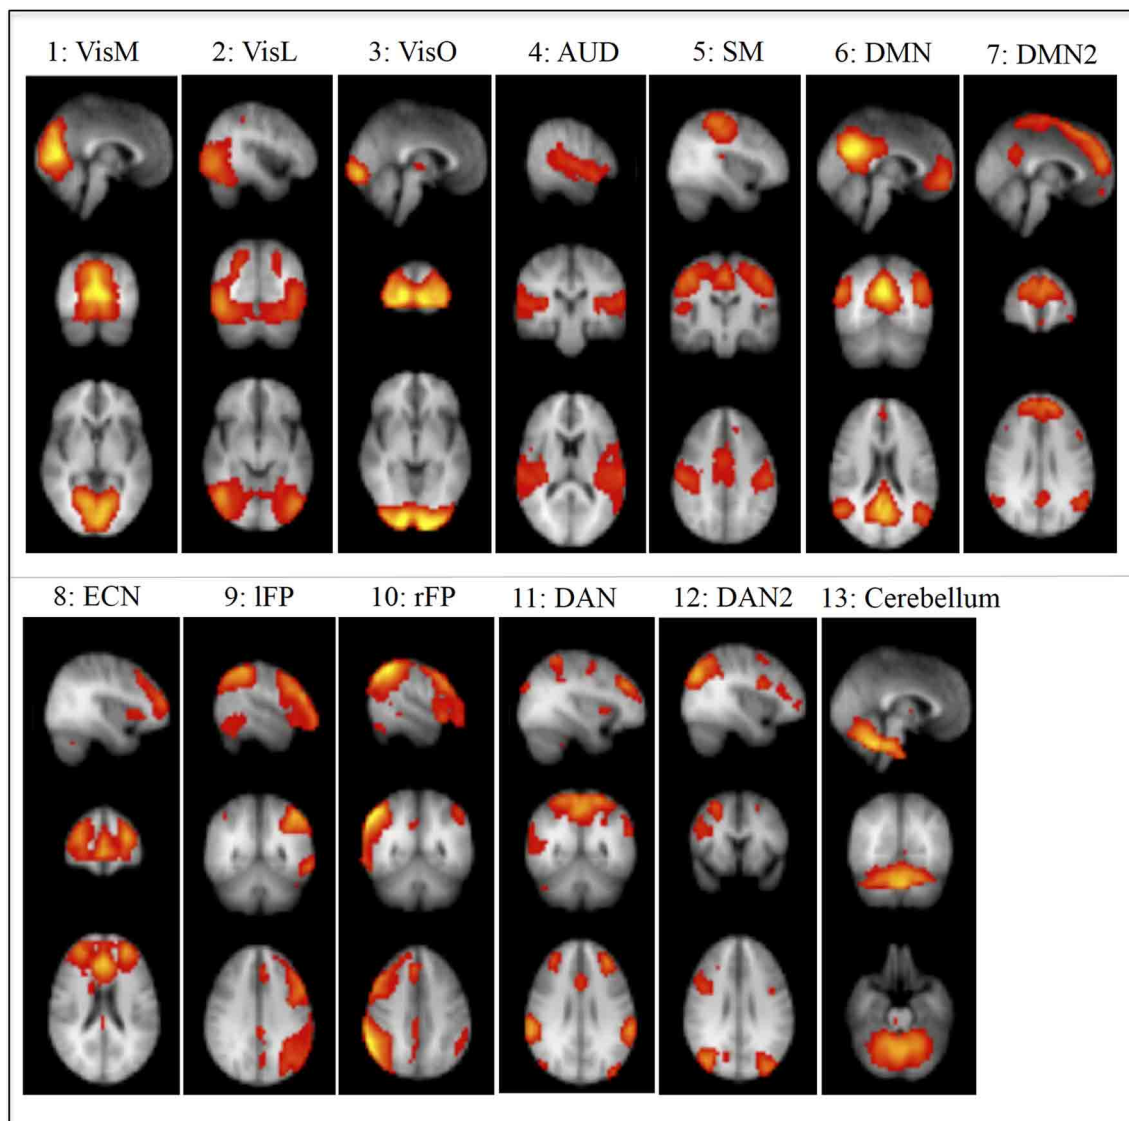 1: VisM 2: VisL 3: VisO 4: AUD 5: SM 6: DMN 7: DMN2
8: ECN 9: lFP 10: rFP 11: DAN 12: DAN2 13: Cerebellum